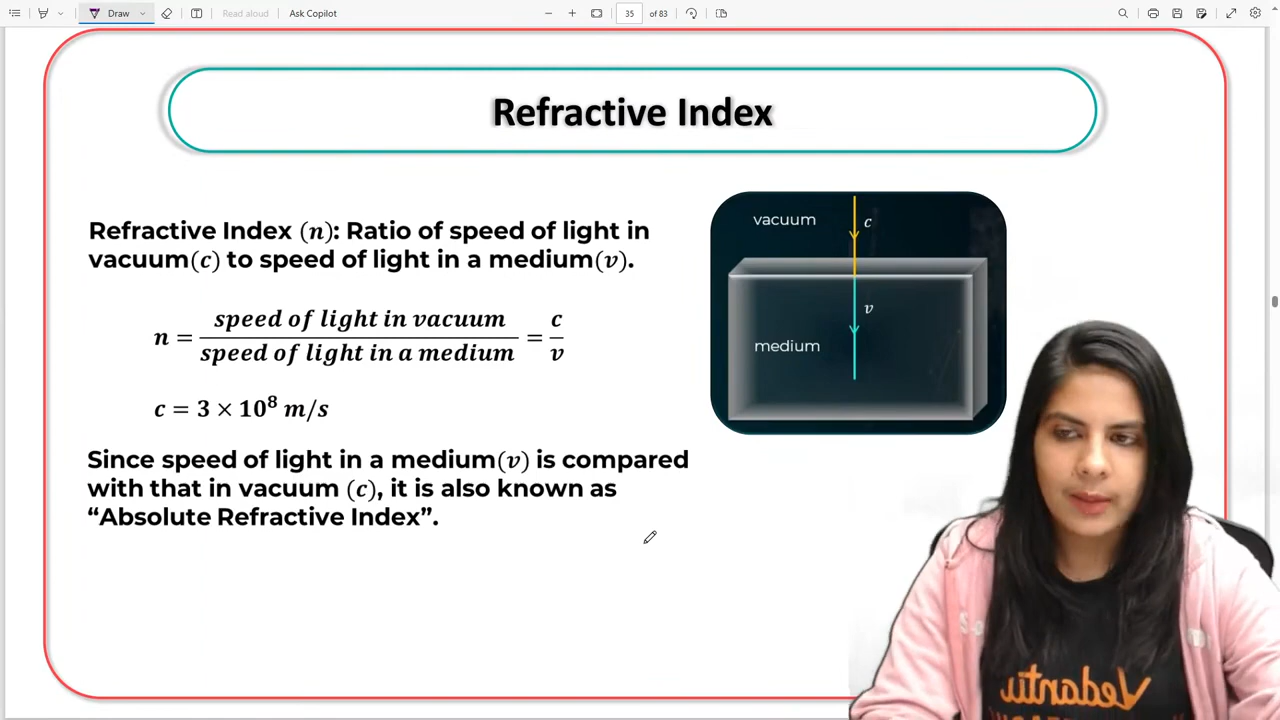 Draw
Read aloud
Ask Copilot
35 of 83
Refractive Index
Refractive Index (n): Ratio of speed of light in
vacuum(c) to speed of light in a medium(v).
n = speed of light in vacuum / speed of light in a medium = c / v
c = 3 × 10⁸ m/s
Since speed of light in a medium(v) is compared
with that in vacuum (c), it is also known as
“Absolute Refractive Index”.
vacuum
c
v
medium
Vedantu